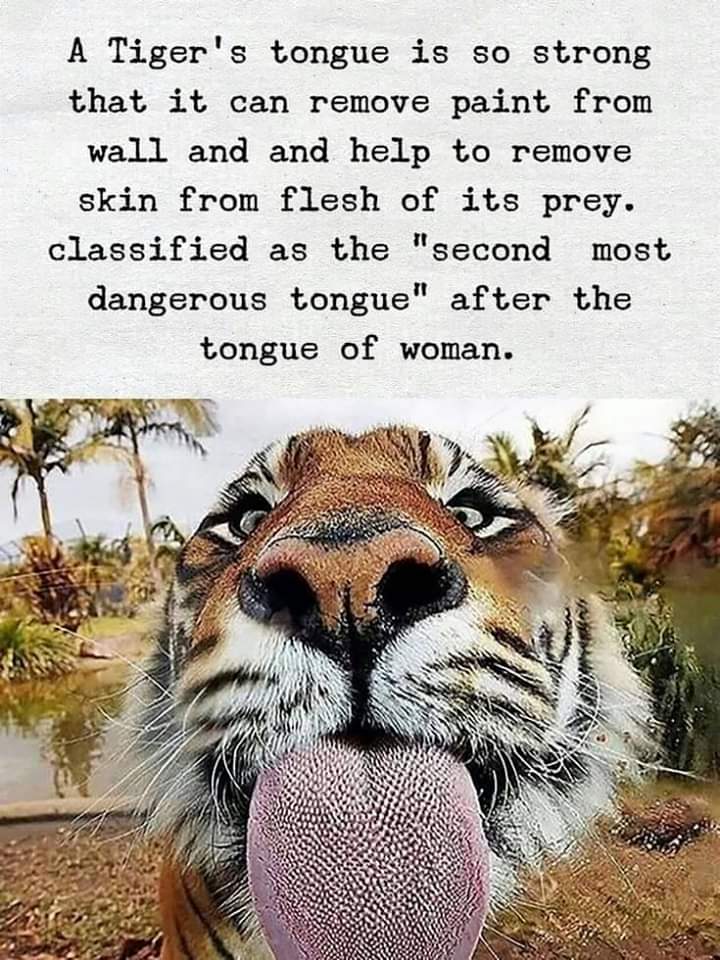 A Tiger's tongue is so strong
that it can remove paint from
wall and and help to remove
skin from flesh of its prey.
classified as the "second most
dangerous tongue" after the
tongue of woman.